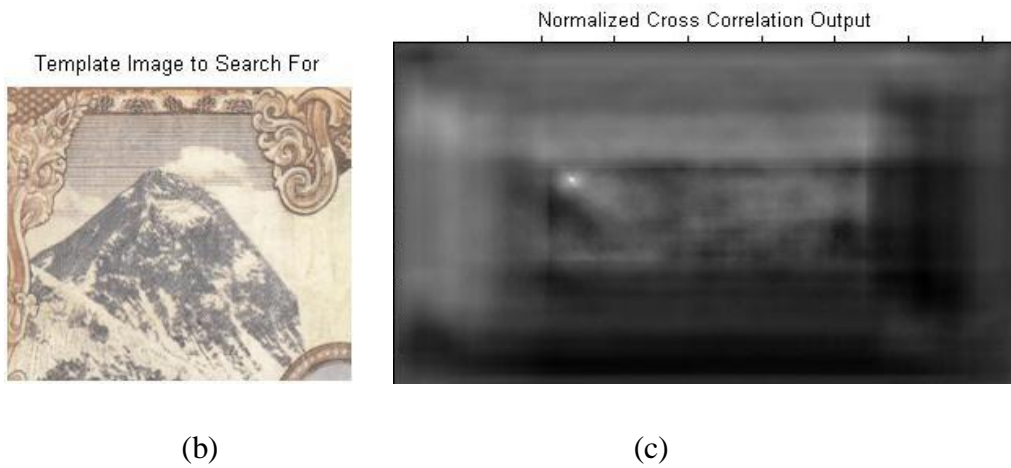 Normalized Cross Correlation Output
Template Image to Search For
(b)
(c)